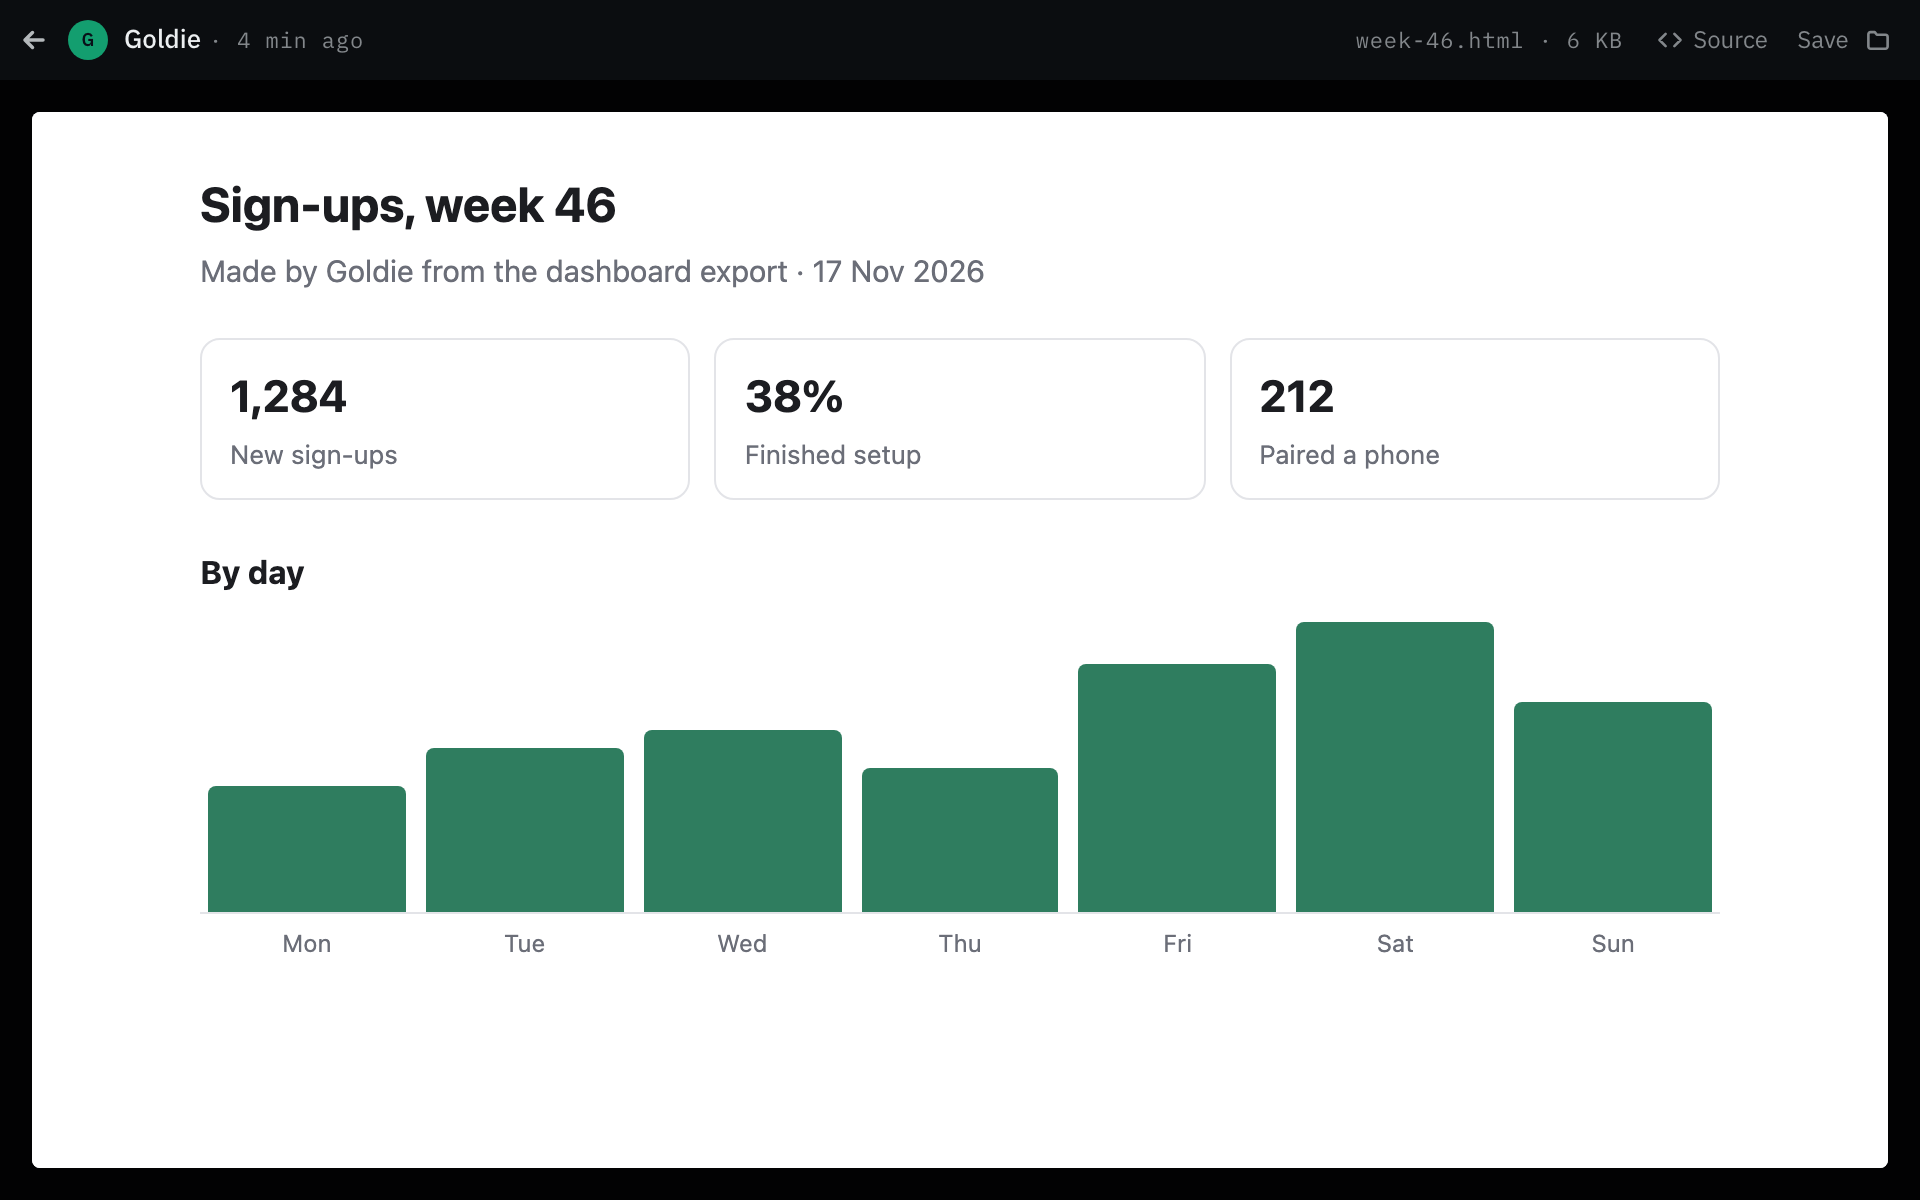 G Goldie · 4 min ago week-46.html · 6 KB Source Save
Sign-ups, week 46
Made by Goldie from the dashboard export · 17 Nov 2026
1,284 38% 212
New sign-ups Finished setup Paired a phone
By day
Mon Tue Wed Thu Fri Sat Sun